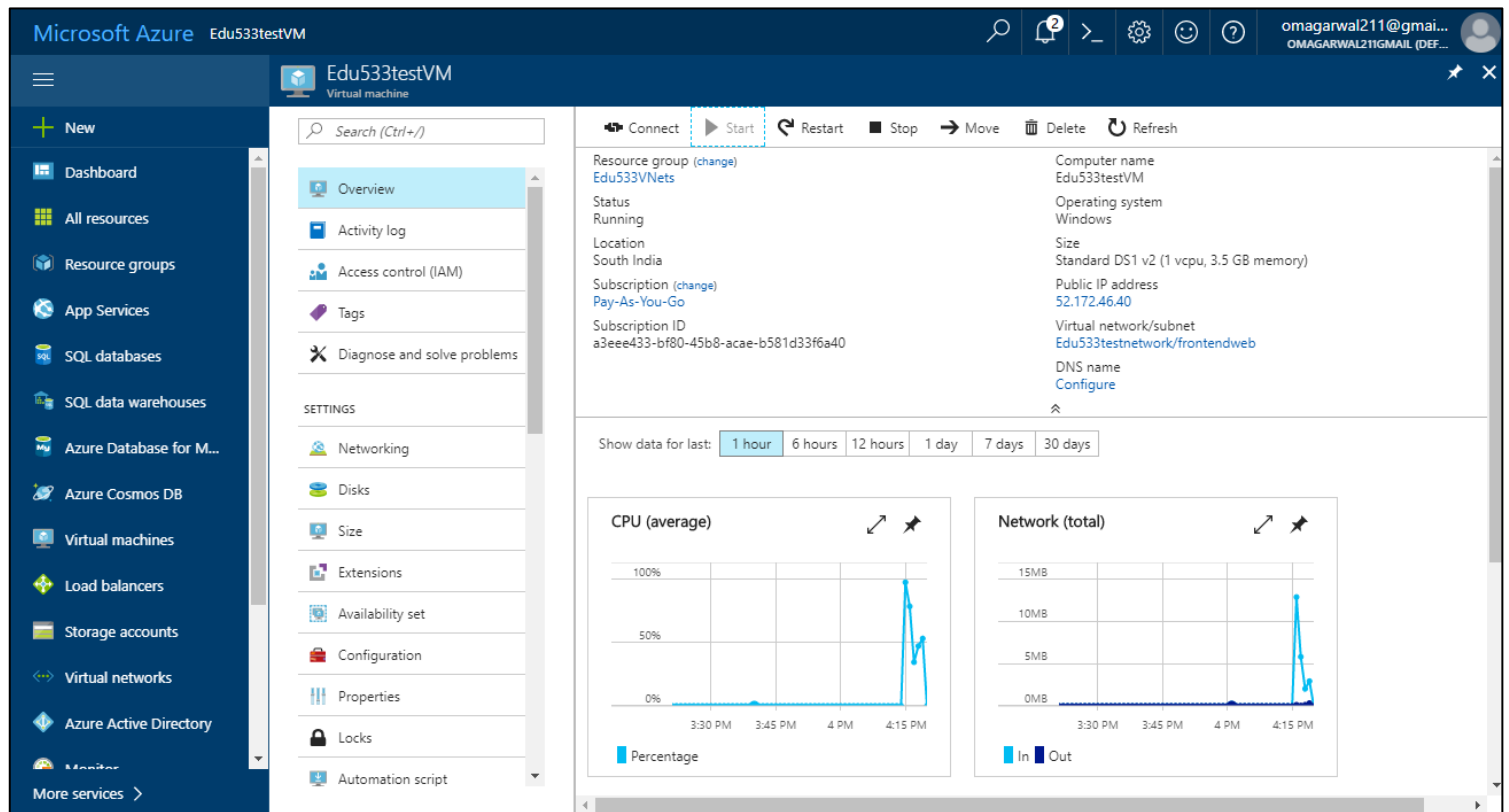 Microsoft Azure Edu533testVM
2
omagarwal211@gmai...
OMAGARWAL211GMAIL (DEF...
Edu533testVM
Virtual machine
New
Dashboard
All resources
Resource groups
App Services
SQL databases
SQL data warehouses
Azure Database for M...
Azure Cosmos DB
Virtual machines
Load balancers
Storage accounts
Virtual networks
Azure Active Directory
Monitor
More services
Search (Ctrl+/)
Overview
Activity log
Access control (IAM)
Tags
Diagnose and solve problems
SETTINGS
Networking
Disks
Size
Extensions
Availability set
Configuration
Properties
Locks
Automation script
Connect Start Restart Stop Move Delete Refresh
Resource group (change)
Edu533VNets
Status
Running
Location
South India
Subscription (change)
Pay-As-You-Go
Subscription ID
a3eee433-bf80-45b8-acae-b581d33f6a40
Computer name
Edu533testVM
Operating system
Windows
Size
Standard DS1 v2 (1 vcpu, 3.5 GB memory)
Public IP address
52.172.46.40
Virtual network/subnet
Edu533testnetwork/frontendweb
DNS name
Configure
Show data for last: 1 hour 6 hours 12 hours 1 day 7 days 30 days
CPU (average)
100%
50%
0%
3:30 PM 3:45 PM 4 PM 4:15 PM
Percentage
Network (total)
15MB
10MB
5MB
0MB
3:30 PM 3:45 PM 4 PM 4:15 PM
In Out